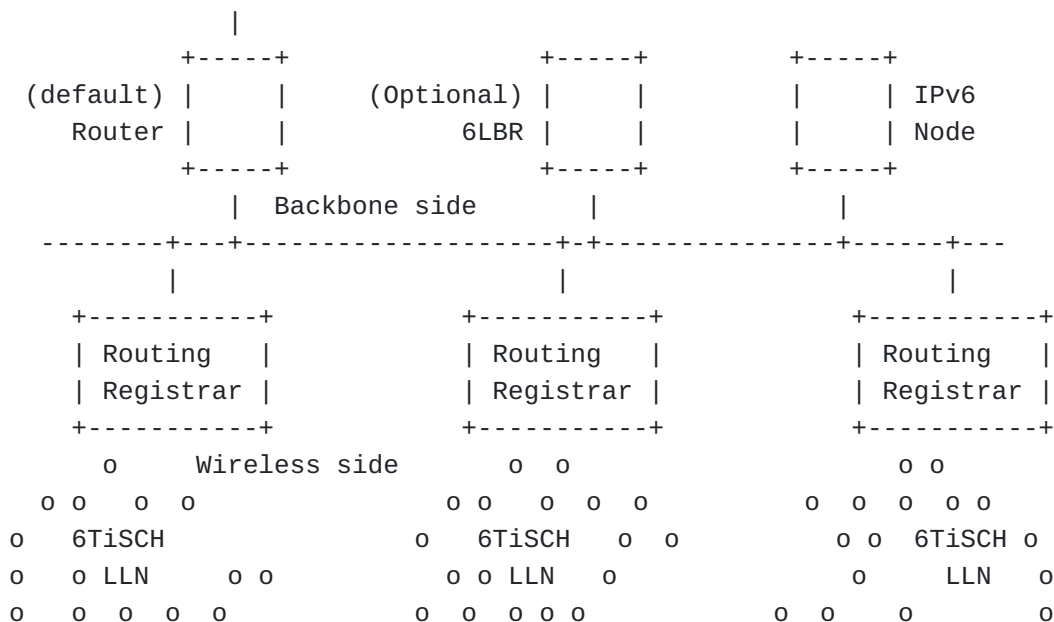 (default) (Optional) IPv6
Router 6LBR Node
Backbone side
Routing Routing Routing
Registrar Registrar Registrar
o Wireless side o o o o
o o o o o o o o o o o o o o
o 6TiSCH o 6TiSCH o o o o 6TiSCH o
o o LLN o o o o LLN o o LLN o
o o o o o o o o o o o o o o